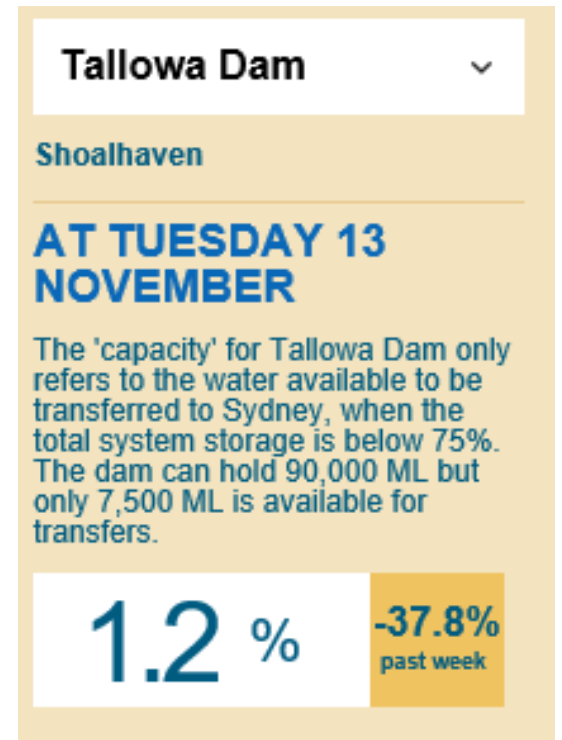 Tallowa Dam
Shoalhaven
AT TUESDAY 13
NOVEMBER
The 'capacity' for Tallowa Dam only
refers to the water available to be
transferred to Sydney, when the
total system storage is below 75%.
The dam can hold 90,000 ML but
only 7,500 ML is available for
transfers.
1.2 %
-37.8%
past week